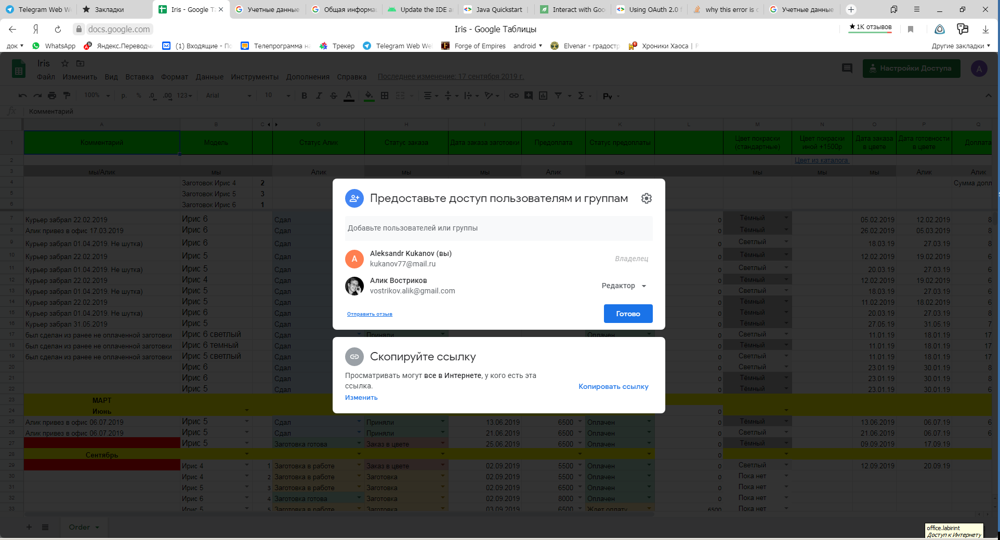 Telegram Web
Закладки
Iris - Google Та
Учетные данные
Общая информа
Update the IDE a
Java Quickstart
Interact with Goo
Using OAuth 2.0 f
why this error is
Учетные данные
docs.google.com
Iris - Google Таблицы
1K отзывов
док
WhatsApp
Яндекс.Переводчи
(1) Входящие - По
Телепрограмма на
Трекер
Telegram Web We
Forge of Empires
android
Elvenar - градостр
Хроники Хаоса |
Другие закладки
Iris
Файл Изменить Вид Вставка Формат Данные Инструменты Дополнения Справка
Последнее изменение: 17 сентября 2019 г.
Настройки Доступа
A
100% р. % .0 .00 123 Arial 10
Комментарий
A B C G H I J K L M N O P Q
1 Комментарий Модель Статус Алик Статус заказа Дата заказа заготовки Предоплата Статус предоплаты Цвет покраски (стандартные) Цвет покраски иной +1500р Дата заказа в цвете Дата готовности в цвете Доплата
2 Цвет из каталога
3 мы/Алик мы Алик мы мы Алик мы мы мы мы Алик Алик
4 Заготовок Ирис 4 2 Сумма допл
5 Заготовок Ирис 5 3
6 Заготовок Ирис 6 1
7 Курьер забрал 22.02.2019 Ирис 6 Сдал 0 Тёмный 05.02.2019 12.02.2019 8
8 Алик привез в офис 17.03.2019 Ирис 6 Сдал 0 Тёмный 26.02.2019 05.03.2019 8
9 Курьер забрал 01.04.2019. Не шутка) Ирис 6 Сдал 0 Светлый 18.03.19 27.03.19 8
10 Курьер забрал 22.02.2019 Ирис 5 Сдал 0 Тёмный 12.02.2019 19.02.2019 6
11 Курьер забрал 01.04.2019. Не шутка) Ирис 5 Сдал 0 Светлый 20.03.19 27.03.19 6
12 Курьер забрал 22.02.2019 Ирис 4 Сдал 0 Тёмный 12.02.2019 19.02.2019 6
13 Курьер забрал 01.04.2019. Не шутка) Ирис 5 Сдал 0 Светлый 18.03.19 27.03.19 6
14 Курьер забрал 22.02.2019 Ирис 5 Сдал 0 Тёмный 11.02.2019 18.02.2019 6
15 Курьер забрал 01.04.2019. Не шутка) Ирис 6 Сдал 0 Тёмный 20.03.19 27.03.19 8
16 Курьер забрал 31.05.2019 Ирис 5 Сдал 0 Тёмный 27.05.19 31.05.19 7
17 был сделан из ранее не оплаченной заготовки Ирис 6 светлый Сдал Приняли Оплачен 0 Светлый 11.01.19 18.01.19 17
18 был сделан из ранее не оплаченной заготовки Ирис 6 темный Сдал 0 Тёмный 11.01.19 18.01.19 17
19 был сделан из ранее не оплаченной заготовки Ирис 5 светлый Сдал 0 Светлый 11.01.19 18.01.19 17
20 Ирис 6 Сдал 0 Светлый 23.01.19 30.01.19 8
21 Ирис 6 Сдал 0 Тёмный 23.01.19 30.01.19 8
22 Ирис 5 Сдал 0 Тёмный 23.01.19 30.01.19 6
23 МАРТ
24 Июнь 0
25 Алик привез в офис 06.07.2019 Ирис 5 Сдал Приняли 13.06.2019 6500 Оплачен 0 Тёмный 13.06.2019 06.07.19 6
26 Алик привез в офис 06.07.2019 Ирис 5 Сдал Приняли 21.06.2019 6500 Оплачен 0 Светлый 21.06.2019 06.07.19 6
27 Ирис 5 Заготовка готова Заказ в цвете 25.06.2019 6500 Оплачен 0 Тёмный 09.09.2019 17.09.19
28 Сентябрь 0
29 Ирис 4 1 Заготовка в работе Заказ в цвете 02.09.2019 5500 Оплачен 0 Светлый 12.09.2019 20.09.19
30 Ирис 4 2 Заготовка в работе Заготовка 02.09.2019 5500 Оплачен 0 Пока нет
31 Ирис 5 3 Заготовка в работе Заготовка 02.09.2019 6500 Оплачен 0 Пока нет
32 Ирис 6 4 Заготовка готова Заготовка 02.09.2019 8000 Оплачен 0 Пока нет
33 Ирис 5 5 Заготовка в работе Заготовка 03.09.2019 6500 Ждет оплату 6500 Пока нет
Предоставьте доступ пользователям и группам
Добавьте пользователей или группы
A
Aleksandr Kukanov (вы)
kukanov77@mail.ru
Владелец
Алик Востриков
vostrikov.alik@gmail.com
Редактор
Отправить отзыв
Готово
Скопируйте ссылку
Просматривать могут все в Интернете, у кого есть эта
ссылка.
Копировать ссылку
Изменить
Order
office.labirint
Доступ к Интернету